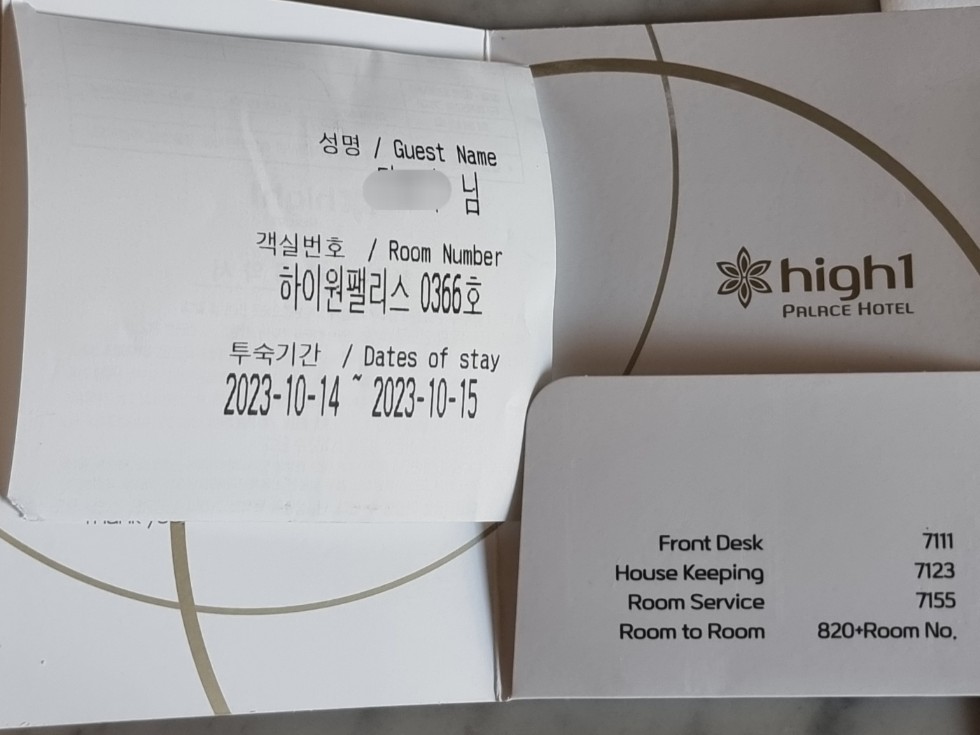 성명 / Guest Name
님
객실번호 / Room Number
하이원팰리스 0366호
투숙기간 / Dates of stay
2023-10-14 ~ 2023-10-15
high1
PALACE HOTEL
Front Desk 7111
House Keeping 7123
Room Service 7155
Room to Room 820+Room No.